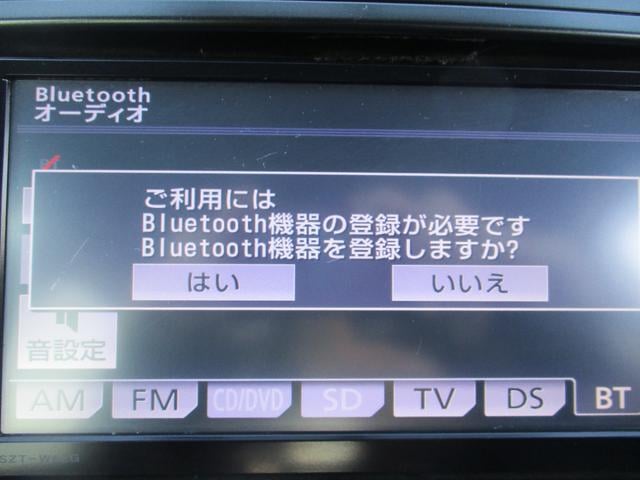 Bluetooth
オーディオ
ご利用には
Bluetooth機器の登録が必要です
Bluetooth機器を登録しますか?
はい
いいえ
音設定
AM
FM
CD/DVD
SD
TV
DS
BT